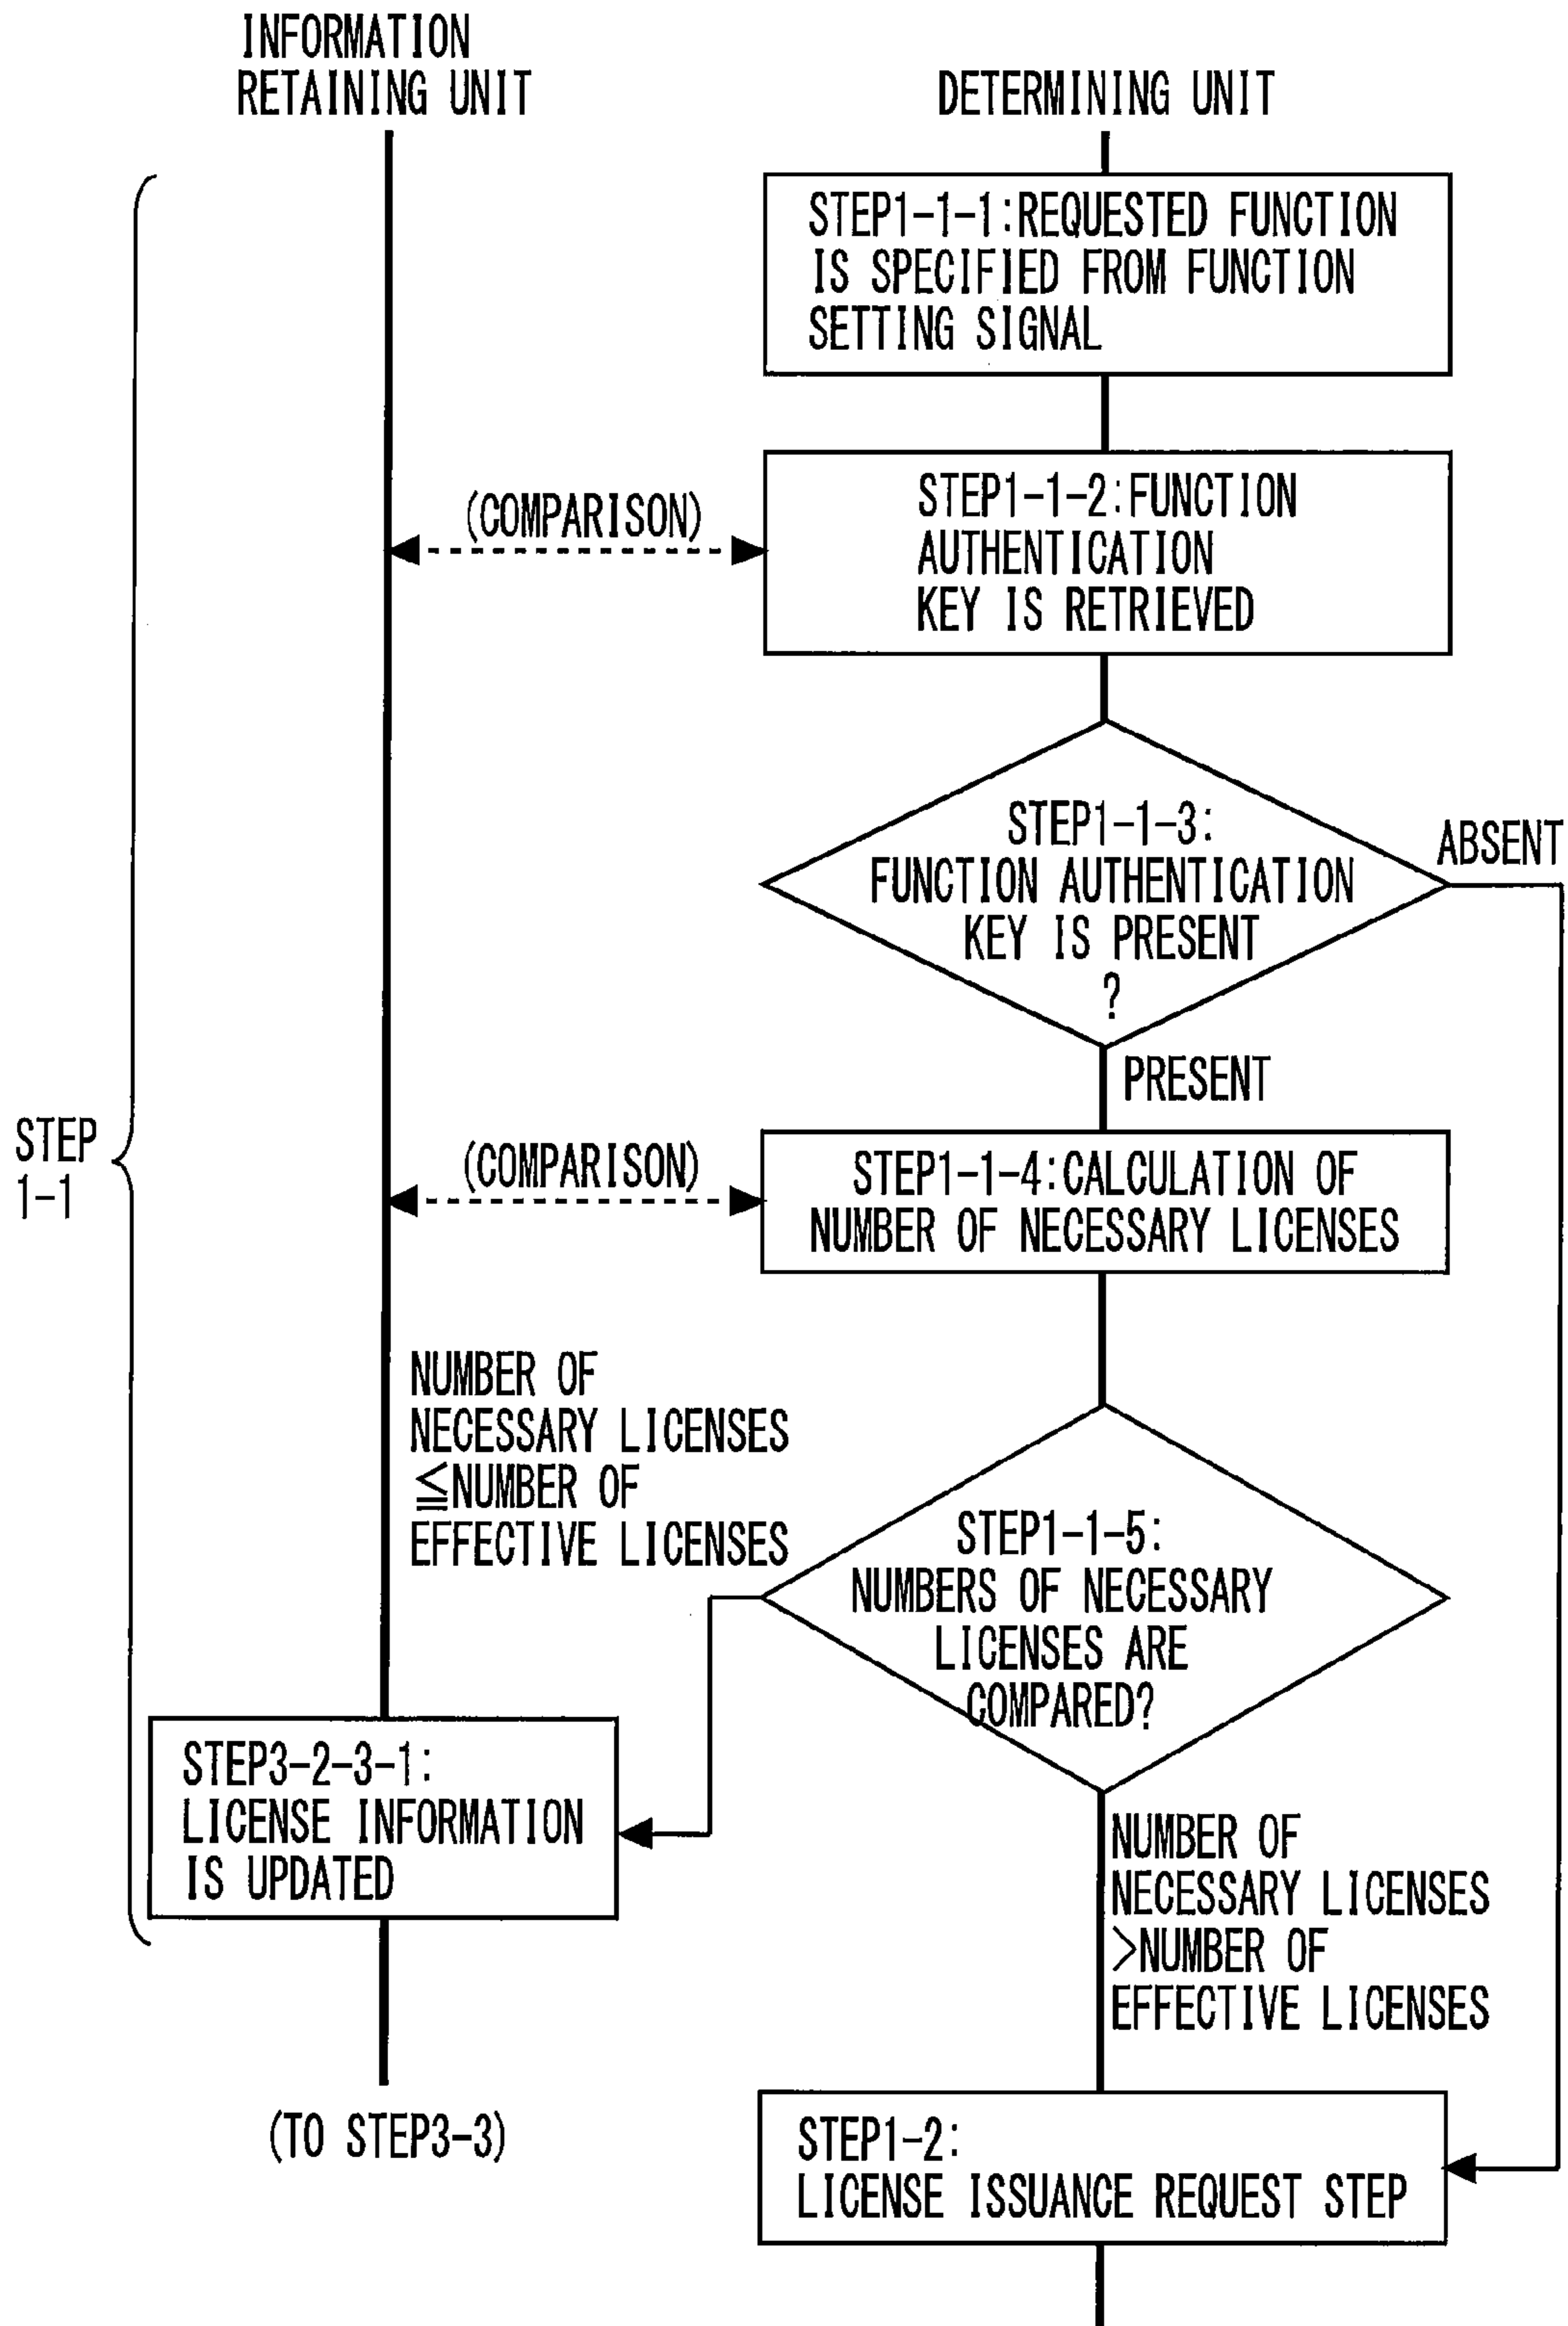 INFORMATION
RETAINING UNIT
DETERMINING UNIT
STEP1-1-1:REQUESTED FUNCTION
IS SPECIFIED FROM FUNCTION
SETTING SIGNAL
(COMPARISON)
STEP1-1-2:FUNCTION
AUTHENTICATION
KEY IS RETRIEVED
STEP1-1-3:
FUNCTION AUTHENTICATION
KEY IS PRESENT
?
ABSENT
PRESENT
STEP
1-1
(COMPARISON)
STEP1-1-4:CALCULATION OF
NUMBER OF NECESSARY LICENSES
NUMBER OF
NECESSARY LICENSES
≦NUMBER OF
EFFECTIVE LICENSES
STEP1-1-5:
NUMBERS OF NECESSARY
LICENSES ARE
COMPARED?
STEP3-2-3-1:
LICENSE INFORMATION
IS UPDATED
NUMBER OF
NECESSARY LICENSES
>NUMBER OF
EFFECTIVE LICENSES
(TO STEP3-3)
STEP1-2:
LICENSE ISSUANCE REQUEST STEP